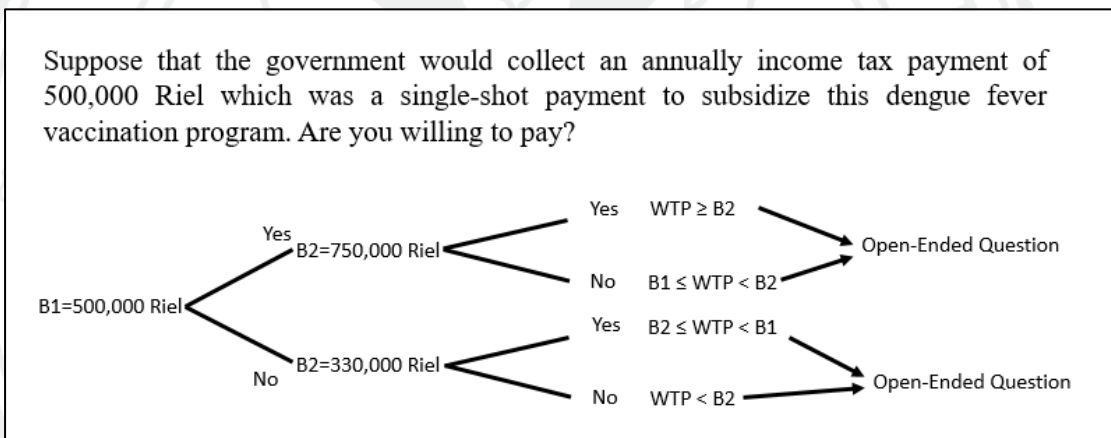 Suppose that the government would collect an annually income tax payment of
500,000 Riel which was a single-shot payment to subsidize this dengue fever
vaccination program. Are you willing to pay?
Yes WTP ≥ B2
Yes
B2=750,000 Riel
Open-Ended Question
No B1 ≤ WTP < B2
B1=500,000 Riel
Yes B2 ≤ WTP < B1
B2=330,000 Riel
No
Open-Ended Question
No WTP < B2